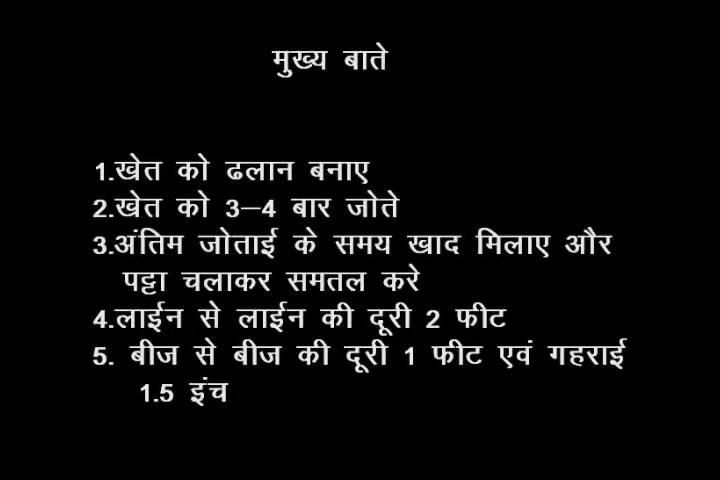 मुख्य बाते
1.खेत को ढलान बनाए
2.खेत को 3–4 बार जोते
3.अंतिम जोताई के समय खाद मिलाए और
पट्टा चलाकर समतल करे
4.लाईन से लाईन की दूरी 2 फीट
5. बीज से बीज की दूरी 1 फीट एवं गहराई
1.5 इंच